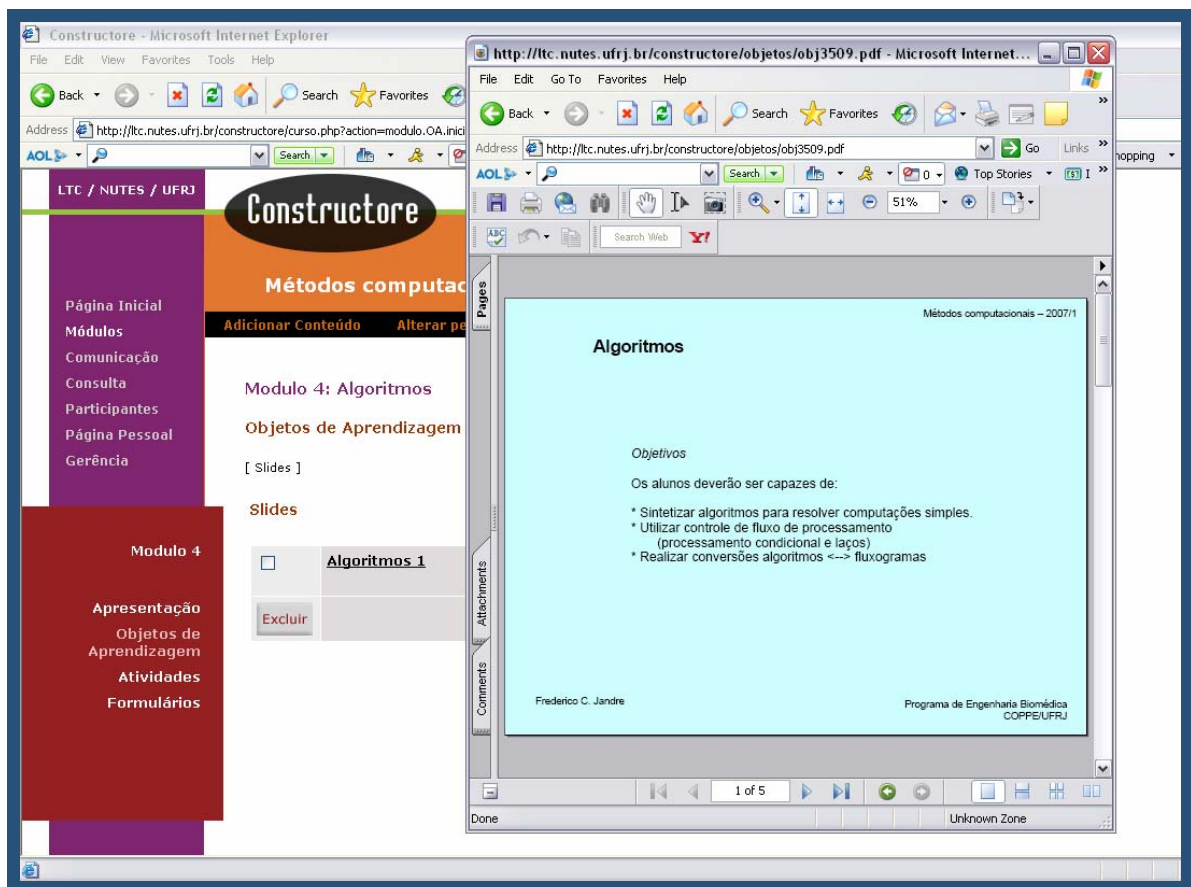 Constructore - Microsoft Internet Explorer
File Edit View Favorites Tools Help
Back Search Favorites
Address http://ltc.nutes.ufrj.br/constructore/curso.php?action=modulo.OA.inici
AOL Search
LTC / NUTES / UFRJ
Constructore
Métodos computac
Adicionar Conteúdo Alterar pe
Página Inicial
Módulos
Comunicação
Consulta
Participantes
Página Pessoal
Gerência
Modulo 4
Apresentação
Objetos de
Aprendizagem
Atividades
Formulários
Modulo 4: Algoritmos
Objetos de Aprendizagem
[ Slides ]
Slides
Algoritmos 1
Excluir
http://ltc.nutes.ufrj.br/constructore/objetos/obj3509.pdf - Microsoft Internet...
File Edit Go To Favorites Help
Back Search Favorites
Address http://ltc.nutes.ufrj.br/constructore/objetos/obj3509.pdf Go Links
AOL Search 0 Top Stories I
hopping
51%
ABC Search Web Y!
Pages
Attachments
Comments
Métodos computacionais – 2007/1
Algoritmos
Objetivos
Os alunos deverão ser capazes de:
* Sintetizar algoritmos para resolver computações simples.
* Utilizar controle de fluxo de processamento
(processamento condicional e laços)
* Realizar conversões algoritmos <--> fluxogramas
Frederico C. Jandre
Programa de Engenharia Biomédica
COPPE/UFRJ
1 of 5
Done Unknown Zone